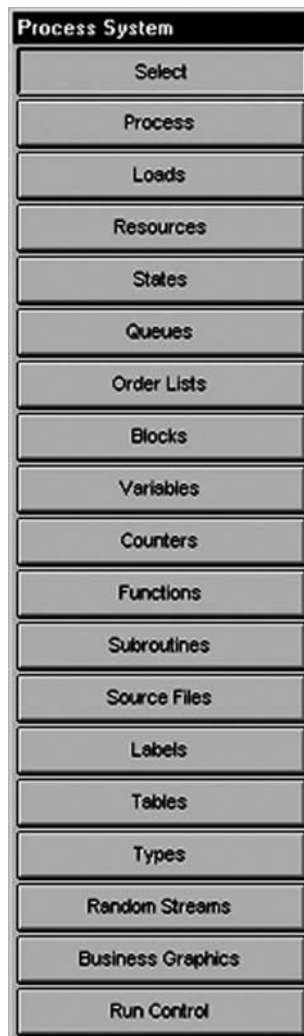 Process System
Select
Process
Loads
Resources
States
Queues
Order Lists
Blocks
Variables
Counters
Functions
Subroutines
Source Files
Labels
Tables
Types
Random Streams
Business Graphics
Run Control